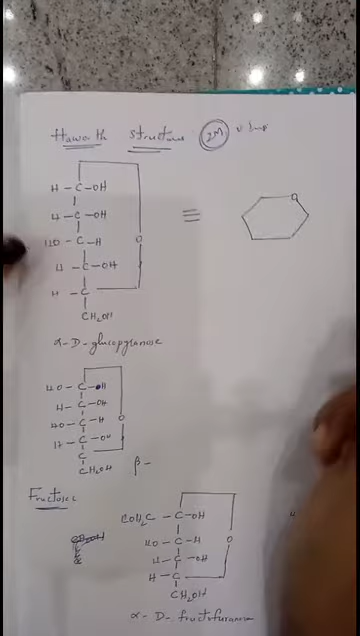 Haworth structure 2M v Imp
H - C - OH
H - C - OH
HO - C - H
O
H - C - OH
H - C
CH₂OH
≡
O
α-D-glucopyranose
HO - C - H
H - C - OH
HO - C - H
O
H - C - OH
C
CH₂OH
β-
Fructose
HOH₂C - C - OH
HO - C - H
O
H - C - OH
H - C
CH₂OH
α-D-fructofuranose